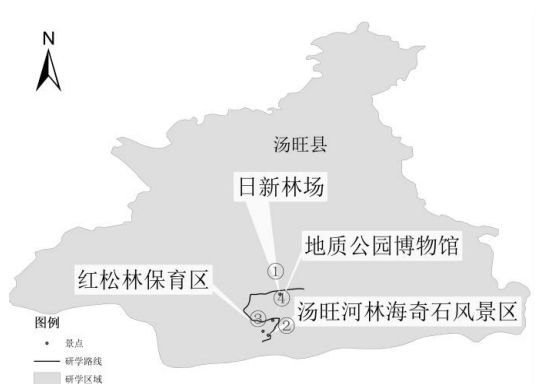 N
汤旺县
日新林场
地质公园博物馆
红松林保育区
汤旺河林海奇石风景区
①
④
③
②
图例
景点
研学路线
研学区域